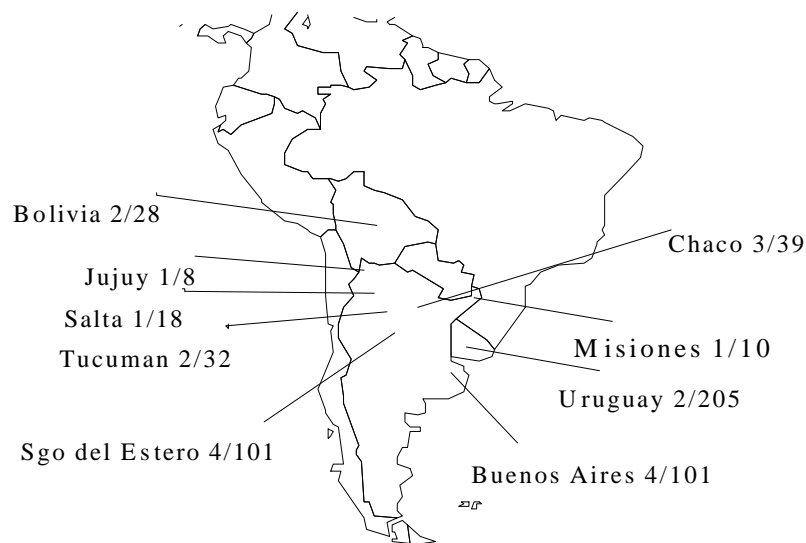 Bolivia 2/28
Chaco 3/39
Jujuy 1/8
Salta 1/18
Misiones 1/10
Tucuman 2/32
Uruguay 2/205
Sgo del Estero 4/101
Buenos Aires 4/101